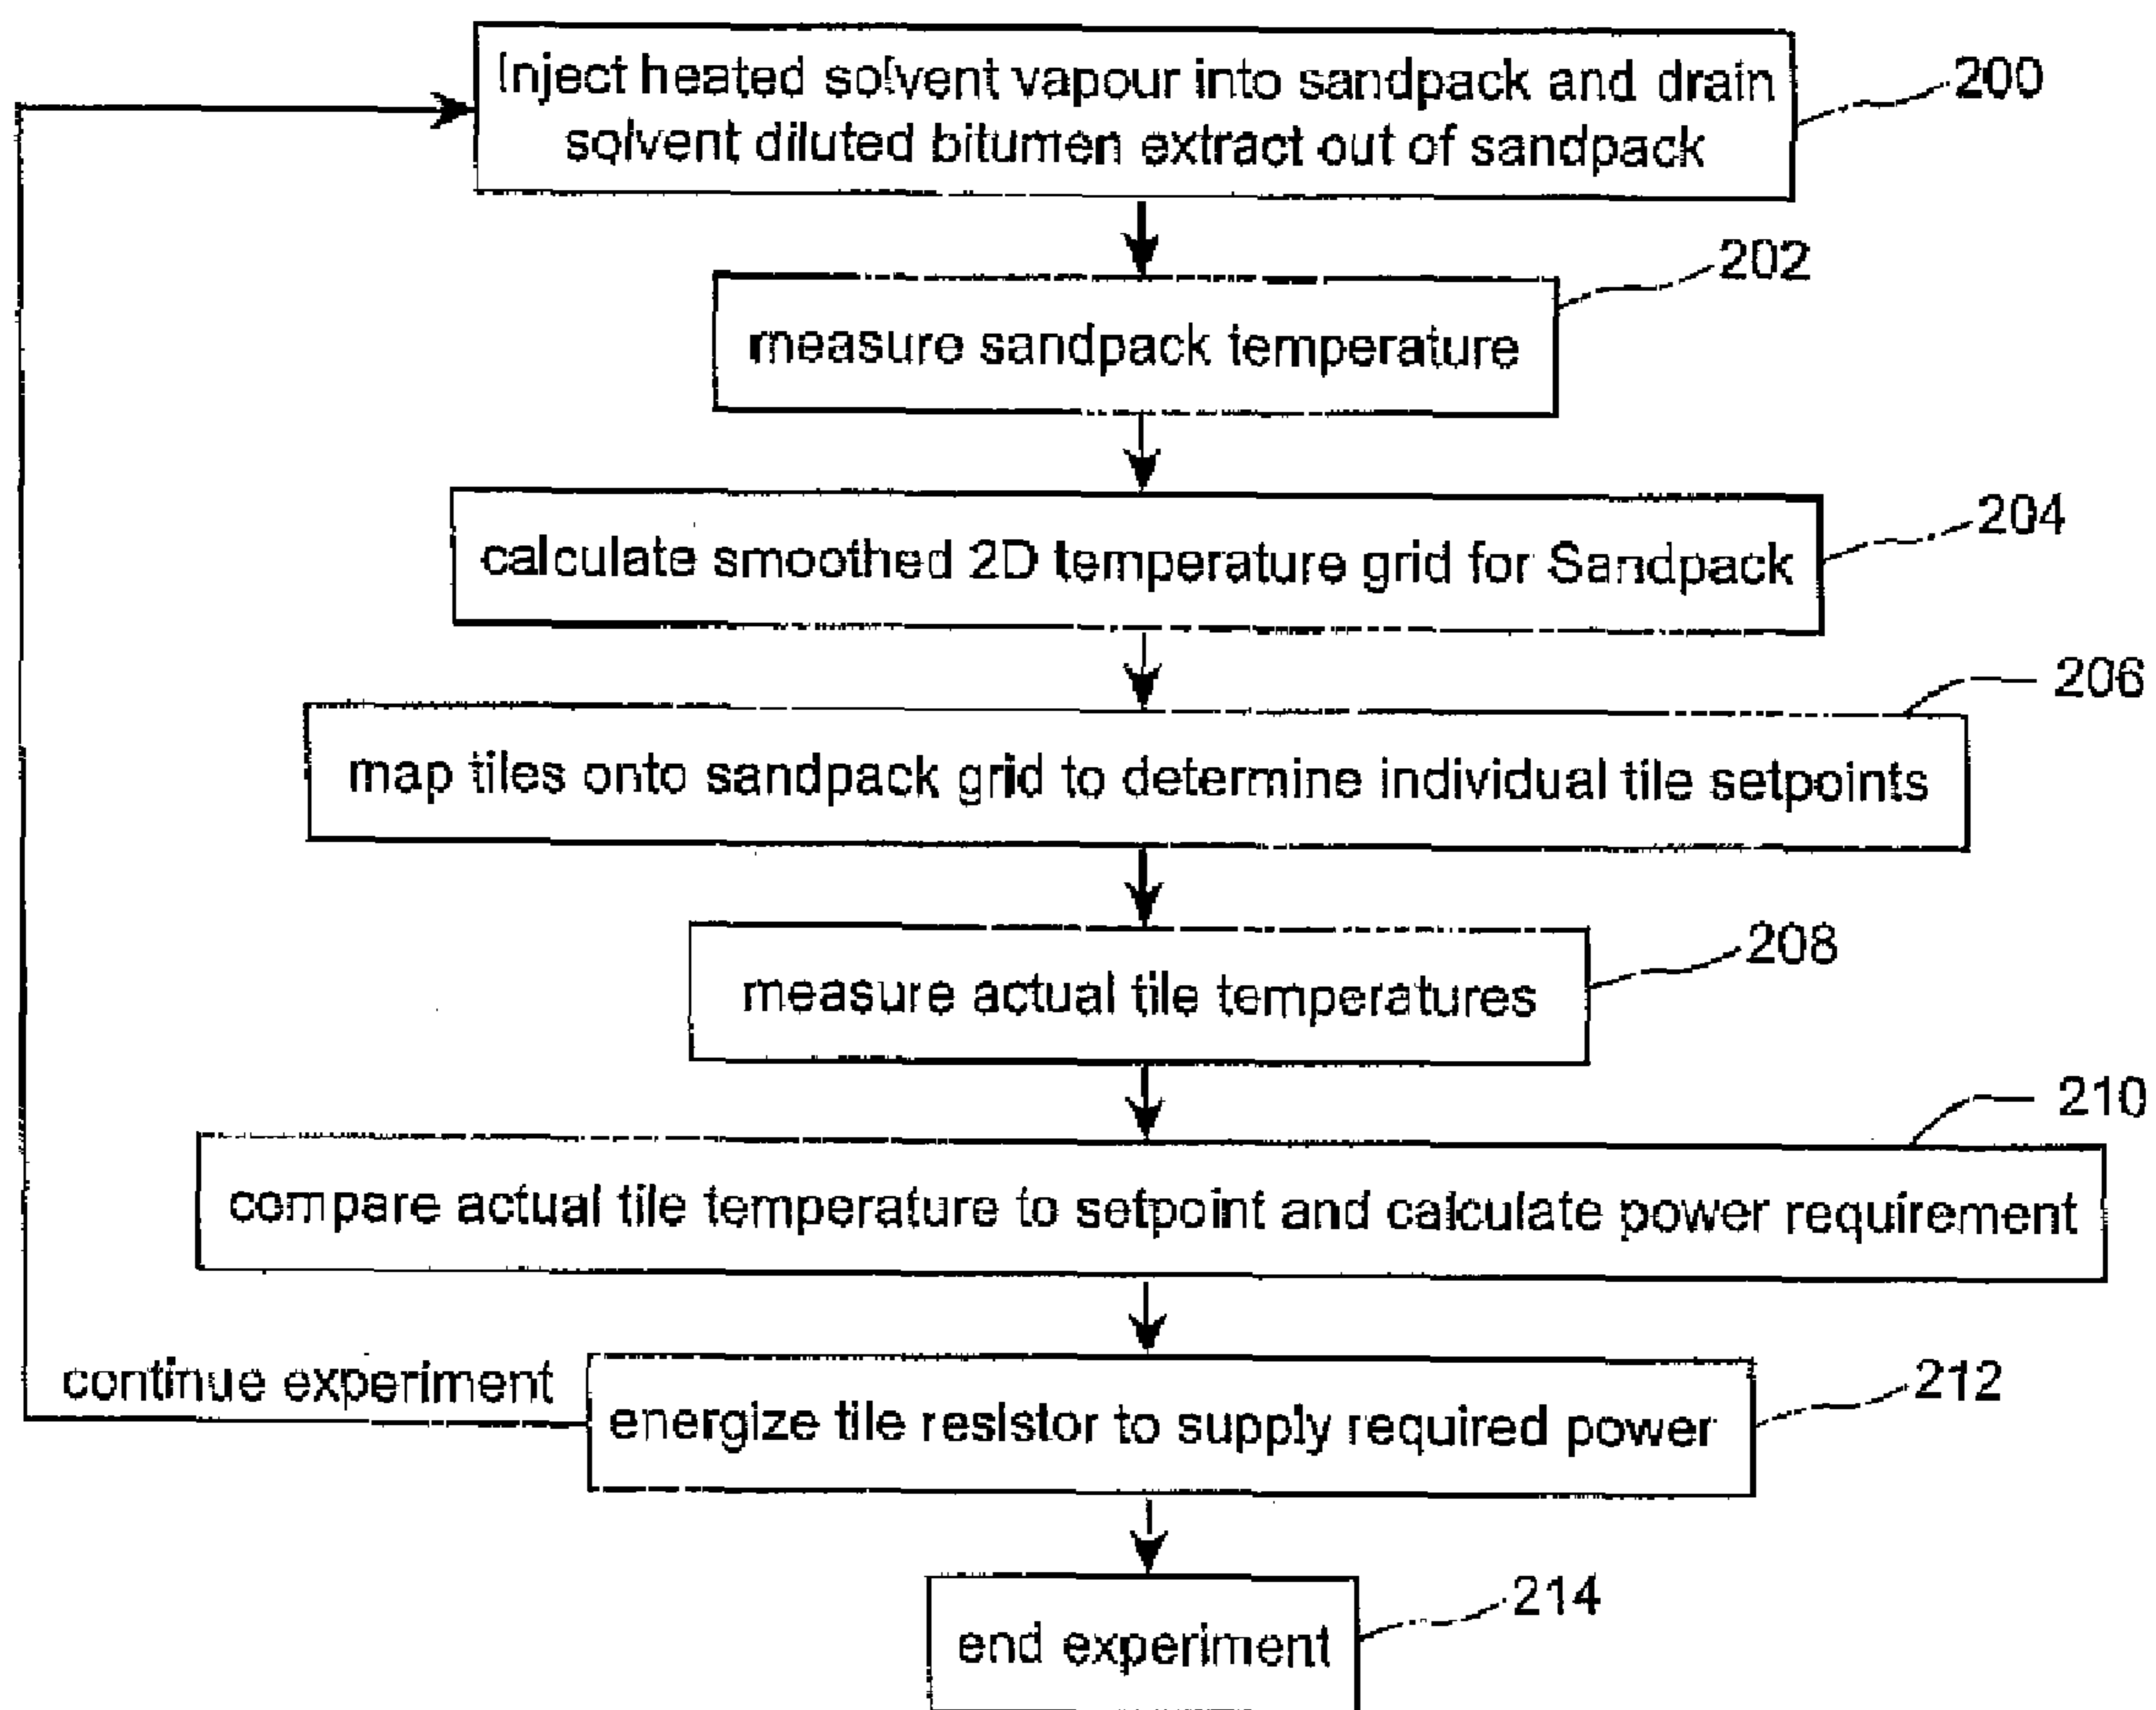 Inject heated solvent vapour into sandpack and drain
solvent diluted bitumen extract out of sandpack
200
measure sandpack temperature
202
calculate smoothed 2D temperature grid for Sandpack
204
map tiles onto sandpack grid to determine individual tile setpoints
206
measure actual tile temperatures
208
compare actual tile temperature to setpoint and calculate power requirement
210
continue experiment
energize tile resistor to supply required power
212
end experiment
214